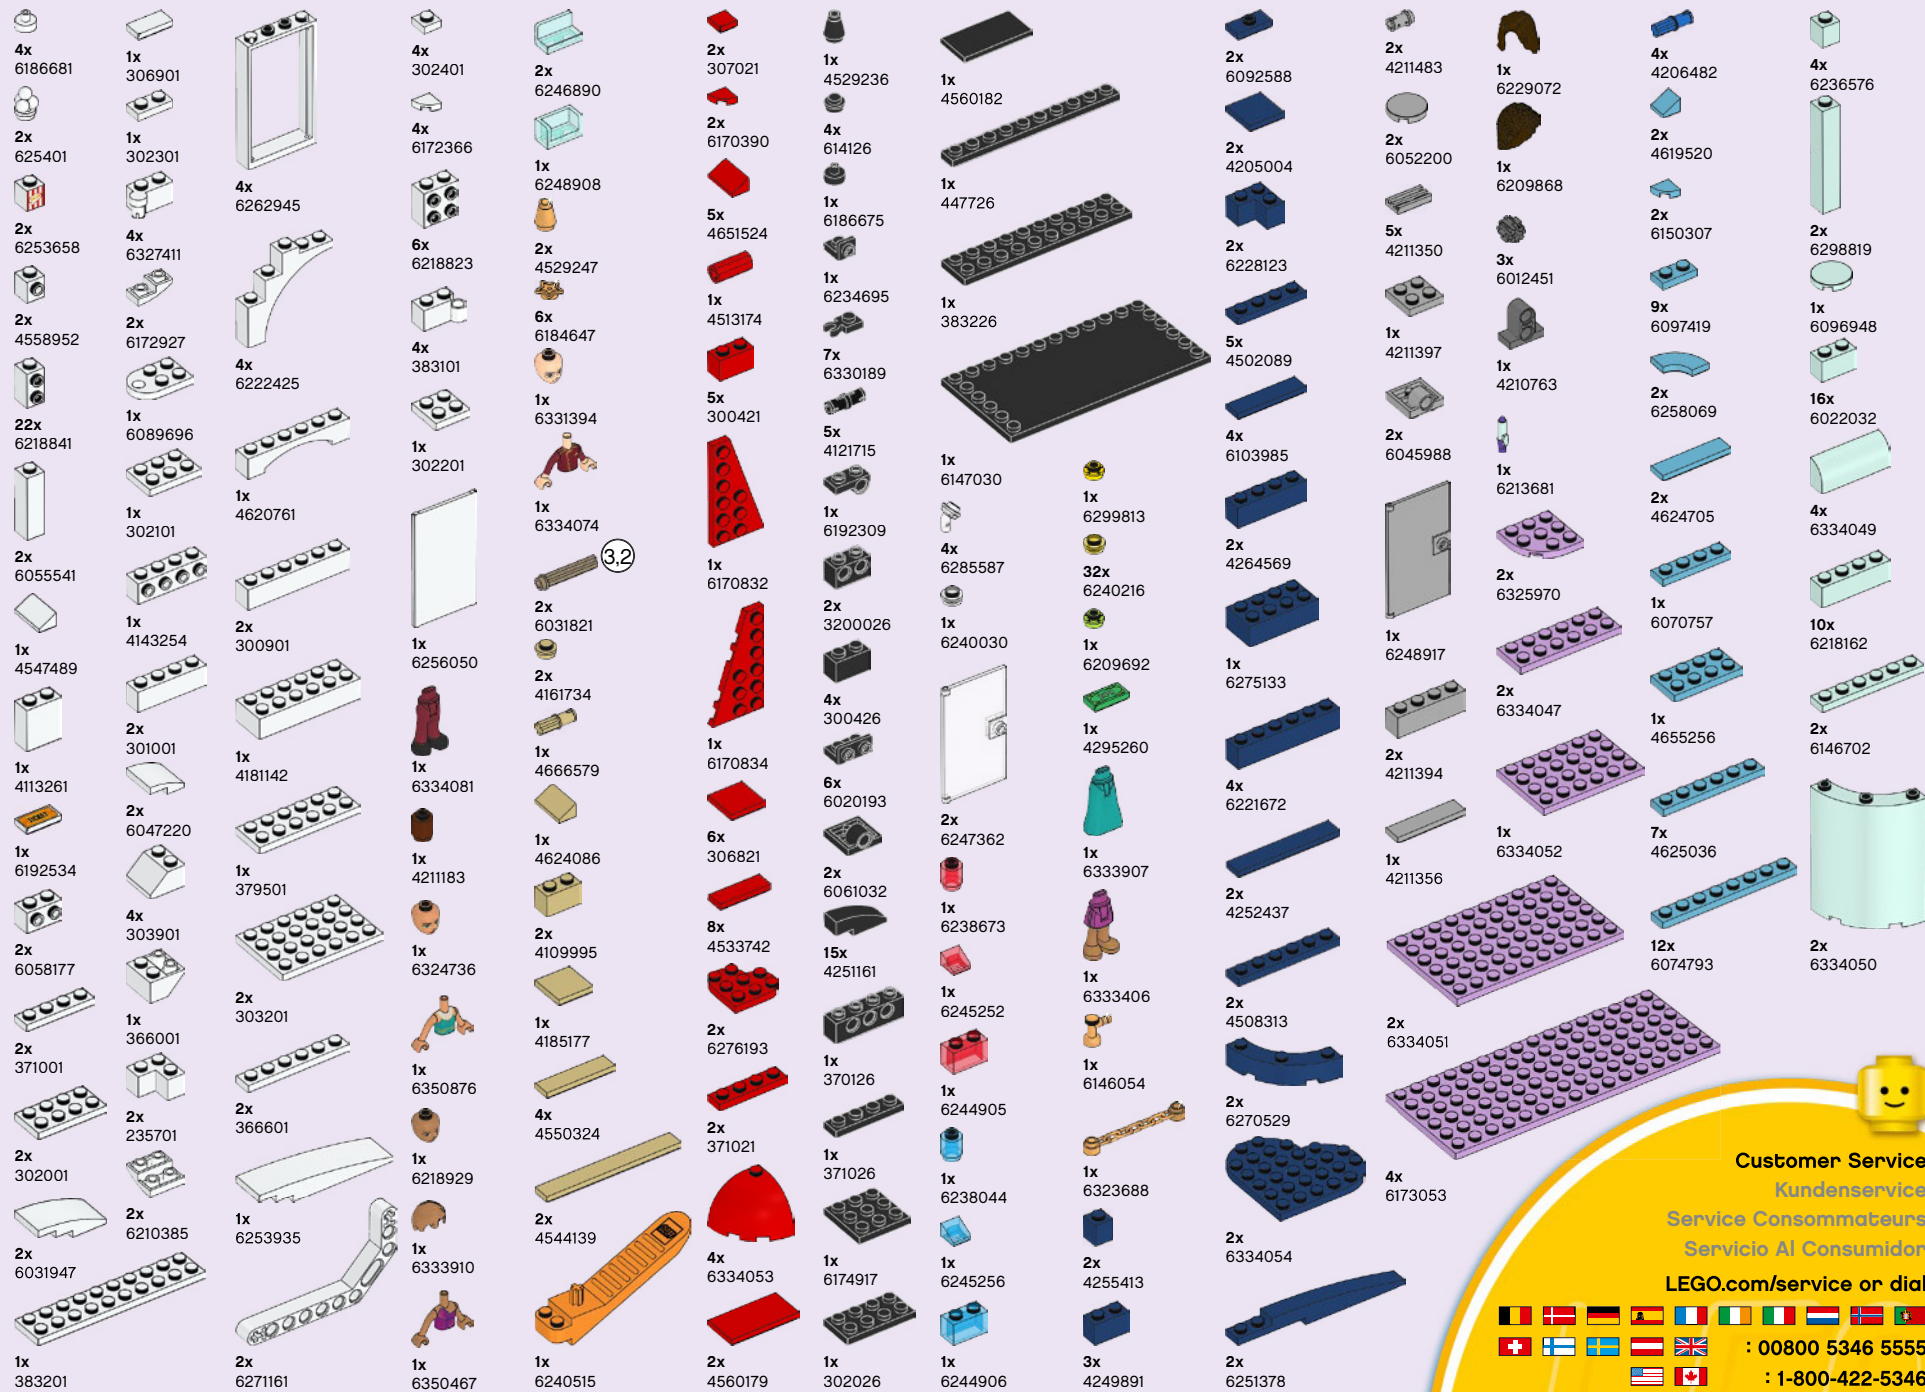 4x
6186681
2x
625401
2x
6253658
2x
4558952
22x
6218841
2x
6055541
1x
4547489
1x
4113261
TICKET
1x
6192534
2x
6058177
2x
371001
2x
302001
2x
6031947
1x
383201
1x
306901
1x
302301
4x
6327411
2x
6172927
1x
6089696
1x
302101
1x
4143254
2x
301001
2x
6047220
4x
303901
1x
366001
2x
235701
2x
6210385
4x
6262945
4x
6222425
1x
4620761
2x
300901
1x
4181142
1x
379501
2x
303201
2x
366601
1x
6253935
2x
6271161
4x
302401
4x
6172366
6x
6218823
4x
383101
1x
302201
1x
6256050
1x
6334081
1x
4211183
1x
6324736
1x
6350876
1x
6218929
1x
6333910
1x
6350467
2x
6246890
1x
6248908
2x
4529247
6x
6184647
1x
6331394
1x
6334074
3,2
2x
6031821
2x
4161734
1x
4666579
1x
4624086
2x
4109995
1x
4185177
4x
4550324
2x
4544139
1x
6240515
2x
307021
2x
6170390
5x
4651524
1x
4513174
5x
300421
1x
6170832
1x
6170834
6x
306821
8x
4533742
2x
6276193
2x
371021
4x
6334053
2x
4560179
1x
4529236
4x
614126
1x
6186675
1x
6234695
7x
6330189
5x
4121715
1x
6192309
2x
3200026
4x
300426
6x
6020193
2x
6061032
15x
4251161
1x
370126
1x
371026
1x
6174917
1x
302026
1x
4560182
1x
447726
1x
383226
1x
6147030
4x
6285587
1x
6240030
2x
6247362
1x
6238673
1x
6245252
1x
6244905
1x
6238044
1x
6245256
1x
6244906
1x
6299813
32x
6240216
1x
6209692
1x
4295260
1x
6333907
1x
6333406
1x
6146054
1x
6323688
2x
4255413
3x
4249891
2x
6092588
2x
4205004
2x
6228123
5x
4502089
4x
6103985
2x
4264569
1x
6275133
4x
6221672
2x
4252437
2x
4508313
2x
6270529
2x
6334054
2x
6251378
2x
4211483
2x
6052200
5x
4211350
1x
4211397
2x
6045988
1x
6248917
2x
4211394
1x
4211356
2x
6334051
4x
6173053
1x
6229072
1x
6209868
3x
6012451
1x
4210763
1x
6213681
2x
6325970
2x
6334047
1x
6334052
4x
4206482
2x
4619520
2x
6150307
9x
6097419
2x
6258069
2x
4624705
1x
6070757
1x
4655256
7x
4625036
12x
6074793
4x
6236576
2x
6298819
1x
6096948
16x
6022032
4x
6334049
10x
6218162
2x
6146702
2x
6334050
Customer Service
Kundenservice
Service Consommateurs
Servicio Al Consumidor
LEGO.com/service or dial
: 00800 5346 5555
: 1-800-422-5346